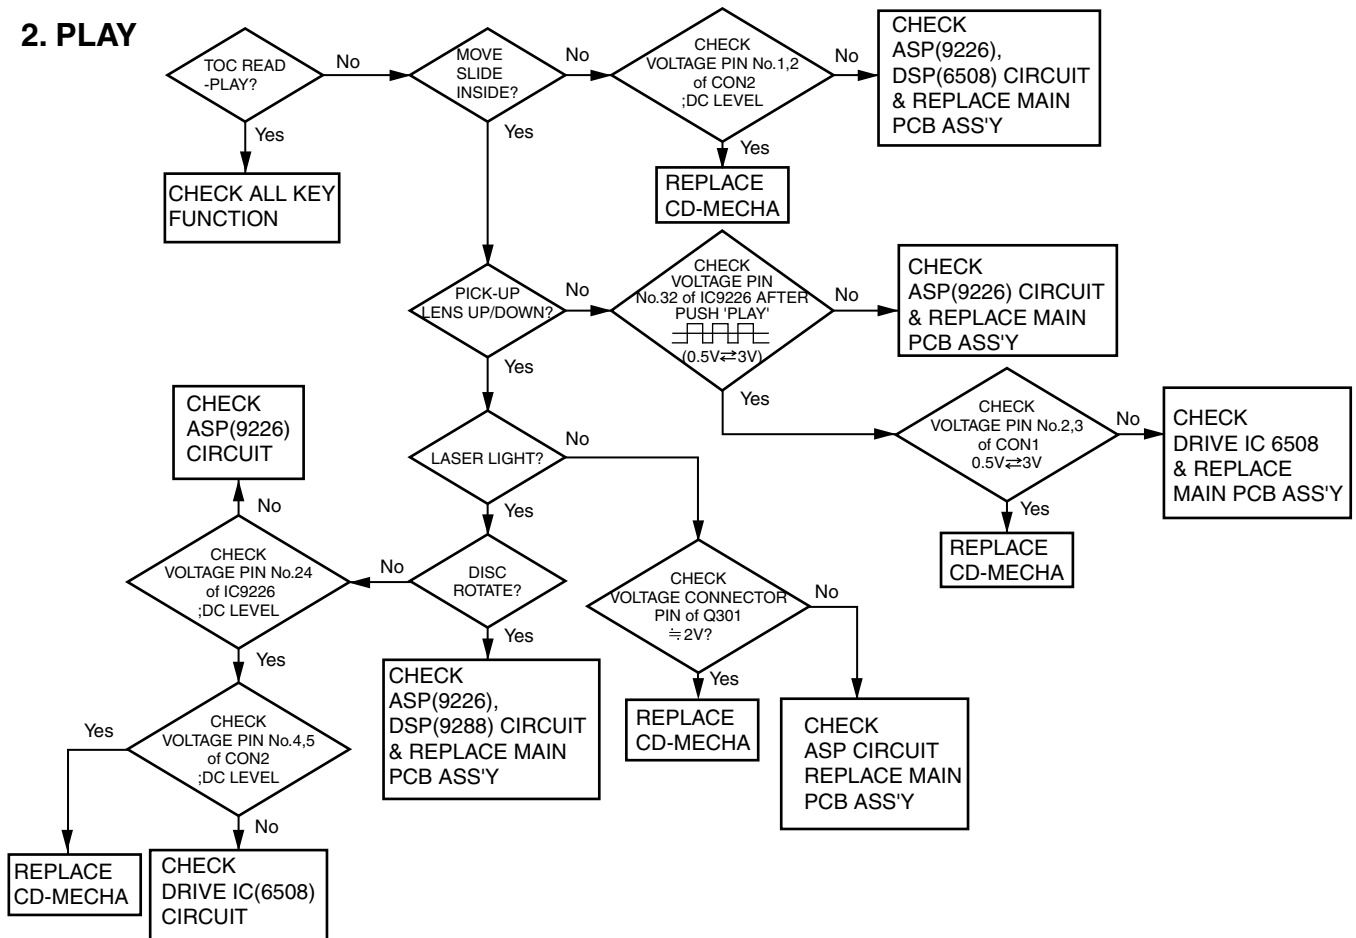 2. PLAY
TOC READ
-PLAY?
No
Yes
CHECK ALL KEY
FUNCTION
MOVE
SLIDE
INSIDE?
No
Yes
CHECK
VOLTAGE PIN No.1,2
of CON2
;DC LEVEL
No
Yes
CHECK
ASP(9226),
DSP(6508) CIRCUIT
& REPLACE MAIN
PCB ASS'Y
REPLACE
CD-MECHA
PICK-UP
LENS UP/DOWN?
No
Yes
CHECK
VOLTAGE PIN
No.32 of IC9226 AFTER
PUSH 'PLAY'
(0.5V⇄3V)
No
Yes
CHECK
ASP(9226) CIRCUIT
& REPLACE MAIN
PCB ASS'Y
CHECK
VOLTAGE PIN No.2,3
of CON1
0.5V⇄3V
No
Yes
CHECK
DRIVE IC 6508
& REPLACE
MAIN PCB ASS'Y
REPLACE
CD-MECHA
LASER LIGHT?
No
Yes
CHECK
VOLTAGE CONNECTOR
PIN of Q301
≒2V?
No
Yes
REPLACE
CD-MECHA
CHECK
ASP CIRCUIT
REPLACE MAIN
PCB ASS'Y
DISC
ROTATE?
No
Yes
CHECK
ASP(9226),
DSP(9288) CIRCUIT
& REPLACE MAIN
PCB ASS'Y
CHECK
VOLTAGE PIN No.24
of IC9226
;DC LEVEL
No
Yes
CHECK
ASP(9226)
CIRCUIT
CHECK
VOLTAGE PIN No.4,5
of CON2
;DC LEVEL
Yes
No
REPLACE
CD-MECHA
CHECK
DRIVE IC(6508)
CIRCUIT